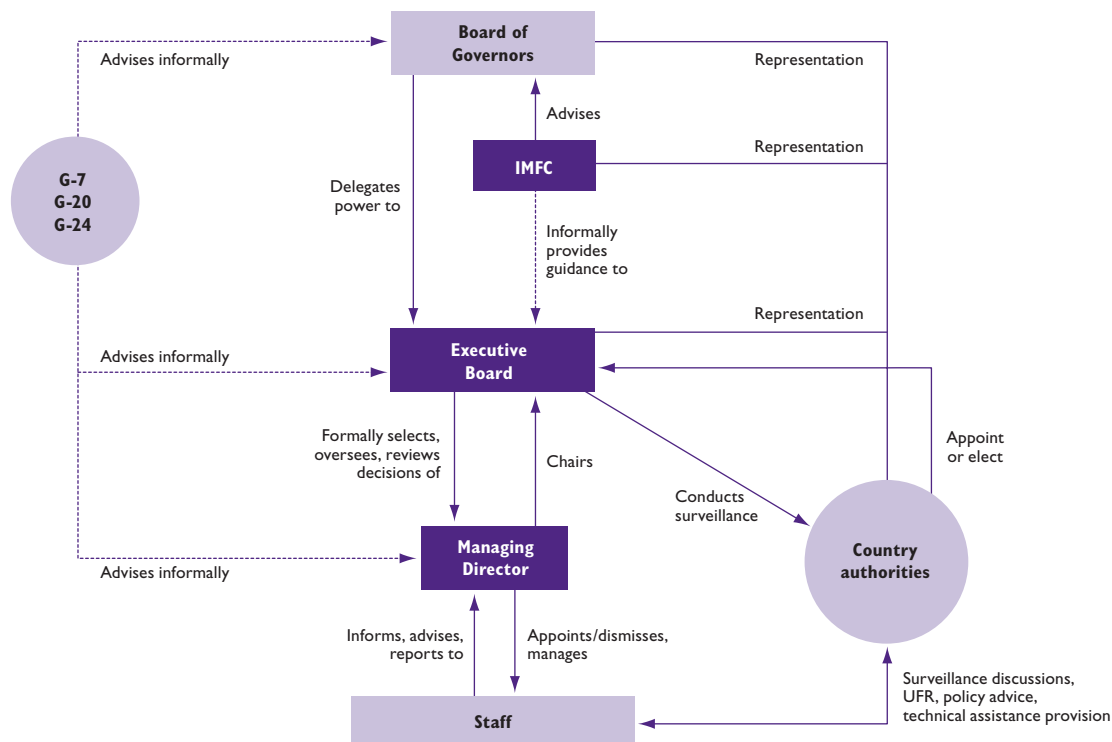 Board of
Governors
Advises informally
Representation
Advises
IMFC
Representation
G-7
G-20
G-24
Delegates
power to
Informally
provides
guidance to
Representation
Advises informally
Executive
Board
Formally selects,
oversees, reviews
decisions of
Chairs
Appoint
or elect
Conducts
surveillance
Managing
Director
Country
authorities
Advises informally
Informs, advises,
reports to
Appoints/dismisses,
manages
Surveillance discussions,
UFR, policy advice,
technical assistance provision
Staff